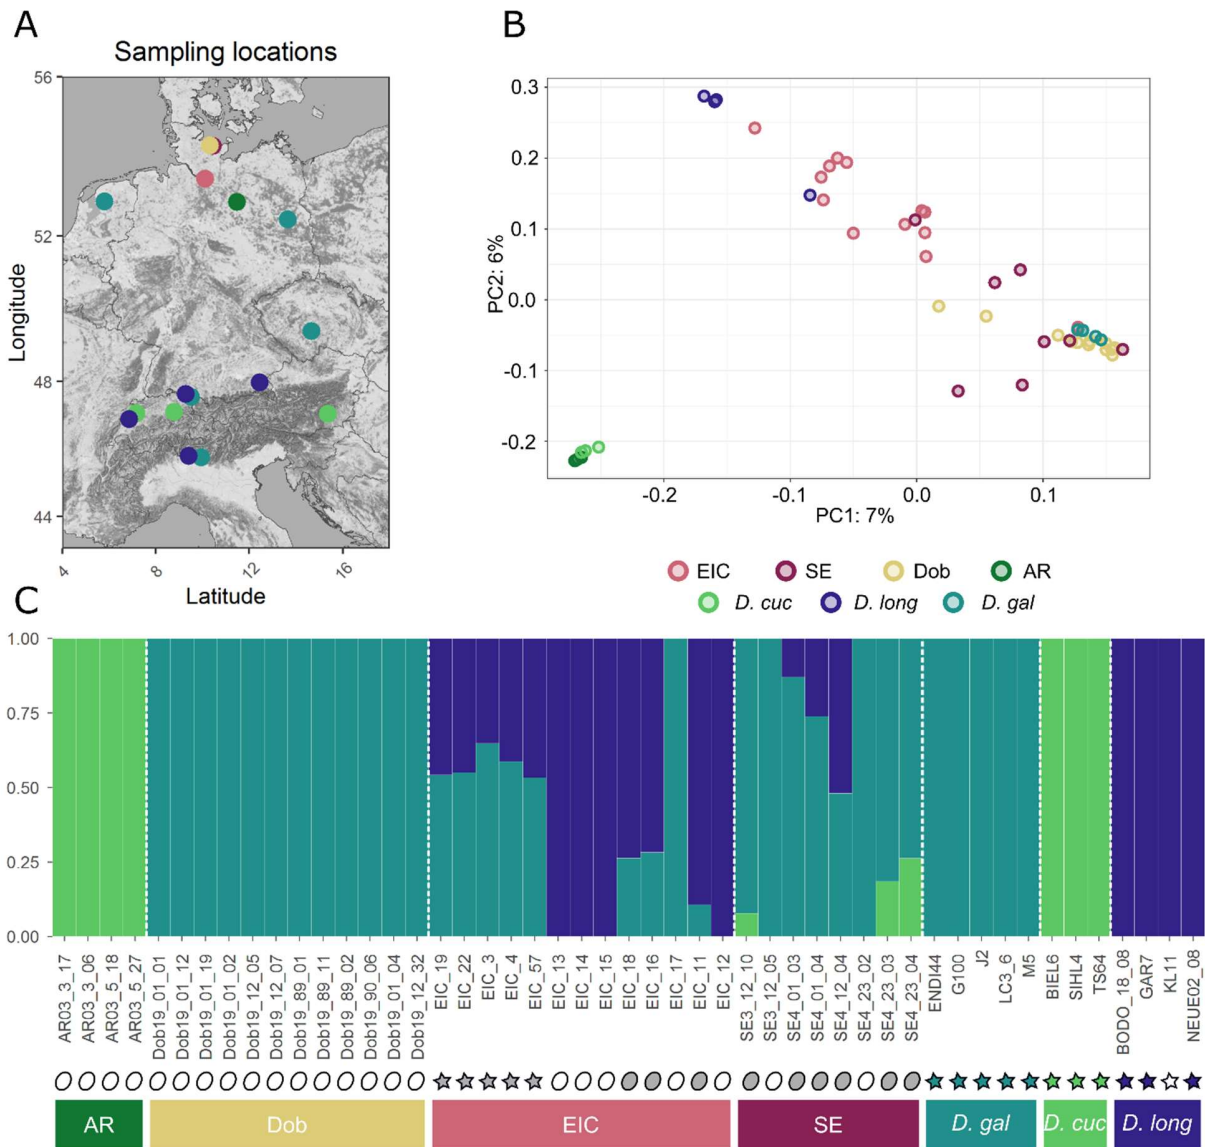 A
Sampling locations
56
52
48
44
Longitude
4
8
12
16
Latitude
B
0.3
0.2
0.1
0.0
-0.1
-0.2
PC2: 6%
-0.2
-0.1
0.0
0.1
PC1: 7%
EIC
SE
Dob
AR
D. cuc
D. long
D. gal
C
1.00
0.75
0.50
0.25
0.00
AR03_3_17
AR03_3_06
AR03_5_18
AR03_5_27
Dob19_01_01
Dob19_01_12
Dob19_01_19
Dob19_01_02
Dob19_12_05
Dob19_12_07
Dob19_89_01
Dob19_89_11
Dob19_89_02
Dob19_90_06
Dob19_01_04
Dob19_12_32
EIC_19
EIC_22
EIC_3
EIC_4
EIC_57
EIC_13
EIC_14
EIC_15
EIC_18
EIC_16
EIC_17
EIC_11
EIC_12
SE3_12_10
SE3_12_05
SE4_01_03
SE4_01_04
SE4_12_04
SE4_23_02
SE4_23_03
SE4_23_04
ENDI44
G100
J2
LC3_6
M5
BIEL6
SIHL4
TS64
BODO_18_08
GAR7
KL11
NEUE02_08
AR
Dob
EIC
SE
D. gal
D. cuc
D. long